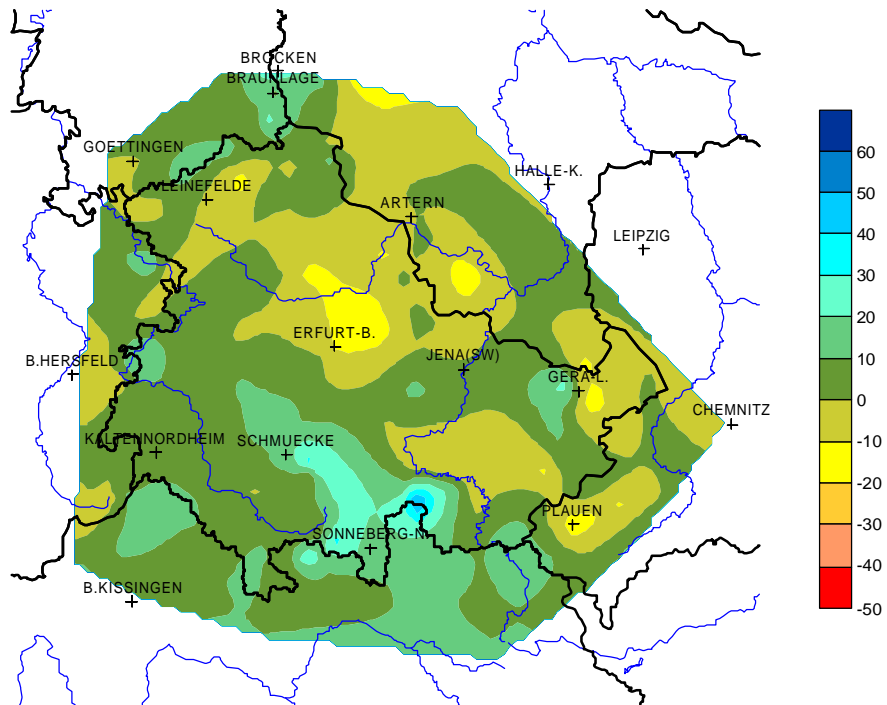 BROCKEN
BRAUNLAGE
GOETTINGEN
LEINEFELDE
HALLE-K.
ARTERN
LEIPZIG
ERFURT-B.
JENA(SW)
B.HERSFELD
GERA-L.
CHEMNITZ
KALTENNORDHEIM
SCHMUECKE
PLAUEN
SONNEBERG-N.
B.KISSINGEN
60
50
40
30
20
10
0
-10
-20
-30
-40
-50